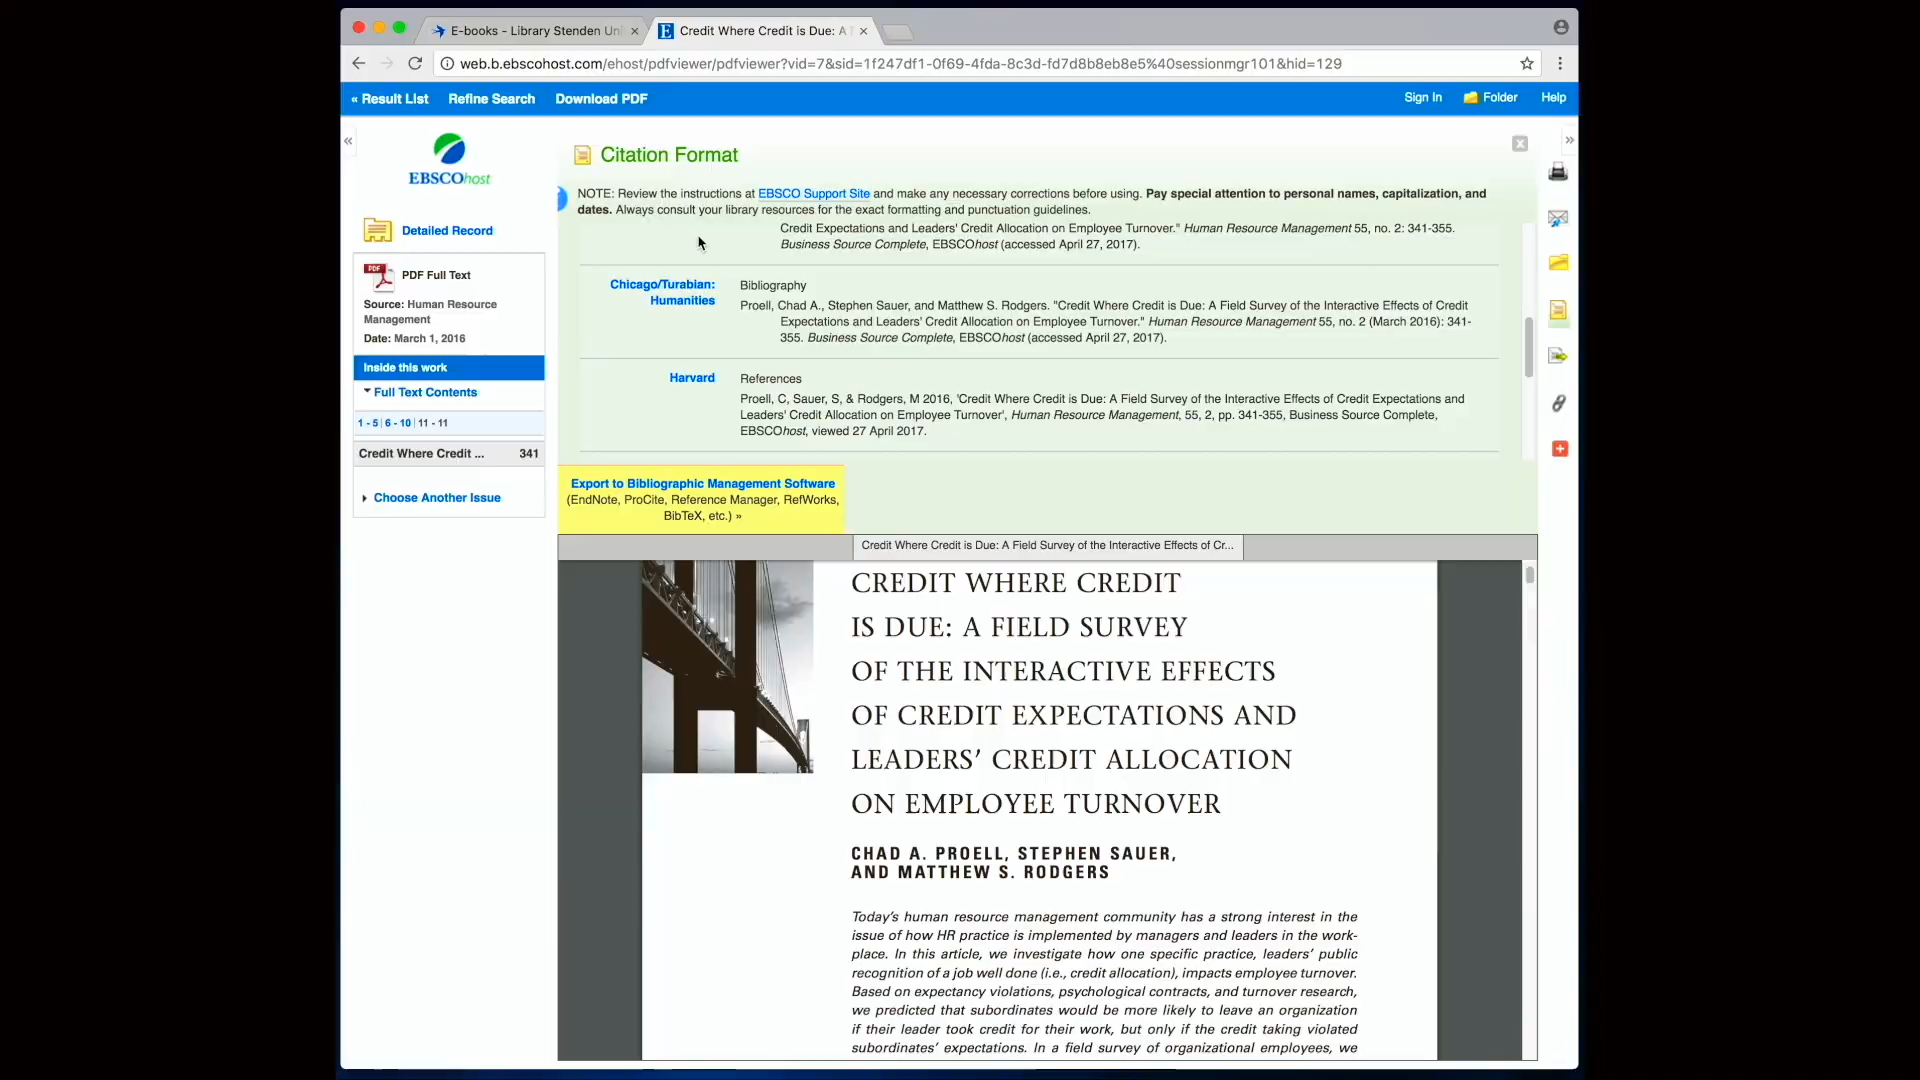 E-books - Library Stenden Uni
Credit Where Credit is Due: A F
web.b.ebscohost.com/ehost/pdfviewer/pdfviewer?vid=7&sid=1f247df1-0f69-4fda-8c3d-fd7d8b8eb8e5%40sessionmgr101&hid=129
« Result List Refine Search Download PDF Sign In Folder Help
EBSCOhost
Detailed Record
PDF
PDF Full Text
Source: Human Resource
Management
Date: March 1, 2016
Inside this work
Full Text Contents
1 - 5 | 6 - 10 | 11 - 11
Credit Where Credit ... 341
Choose Another Issue
Citation Format
NOTE: Review the instructions at EBSCO Support Site and make any necessary corrections before using. Pay special attention to personal names, capitalization, and
dates. Always consult your library resources for the exact formatting and punctuation guidelines.
Credit Expectations and Leaders' Credit Allocation on Employee Turnover." Human Resource Management 55, no. 2: 341-355.
Business Source Complete, EBSCOhost (accessed April 27, 2017).
Chicago/Turabian:
Humanities
Bibliography
Proell, Chad A., Stephen Sauer, and Matthew S. Rodgers. "Credit Where Credit is Due: A Field Survey of the Interactive Effects of Credit
Expectations and Leaders' Credit Allocation on Employee Turnover." Human Resource Management 55, no. 2 (March 2016): 341-
355. Business Source Complete, EBSCOhost (accessed April 27, 2017).
Harvard
References
Proell, C, Sauer, S, & Rodgers, M 2016, 'Credit Where Credit is Due: A Field Survey of the Interactive Effects of Credit Expectations and
Leaders' Credit Allocation on Employee Turnover', Human Resource Management, 55, 2, pp. 341-355, Business Source Complete,
EBSCOhost, viewed 27 April 2017.
Export to Bibliographic Management Software
(EndNote, ProCite, Reference Manager, RefWorks,
BibTeX, etc.) »
Credit Where Credit is Due: A Field Survey of the Interactive Effects of Cr...
CREDIT WHERE CREDIT
IS DUE: A FIELD SURVEY
OF THE INTERACTIVE EFFECTS
OF CREDIT EXPECTATIONS AND
LEADERS' CREDIT ALLOCATION
ON EMPLOYEE TURNOVER
CHAD A. PROELL, STEPHEN SAUER,
AND MATTHEW S. RODGERS
Today's human resource management community has a strong interest in the
issue of how HR practice is implemented by managers and leaders in the work-
place. In this article, we investigate how one specific practice, leaders' public
recognition of a job well done (i.e., credit allocation), impacts employee turnover.
Based on expectancy violations, psychological contracts, and turnover research,
we predicted that subordinates would be more likely to leave an organization
if their leader took credit for their work, but only if the credit taking violated
subordinates' expectations. In a field survey of organizational employees, we